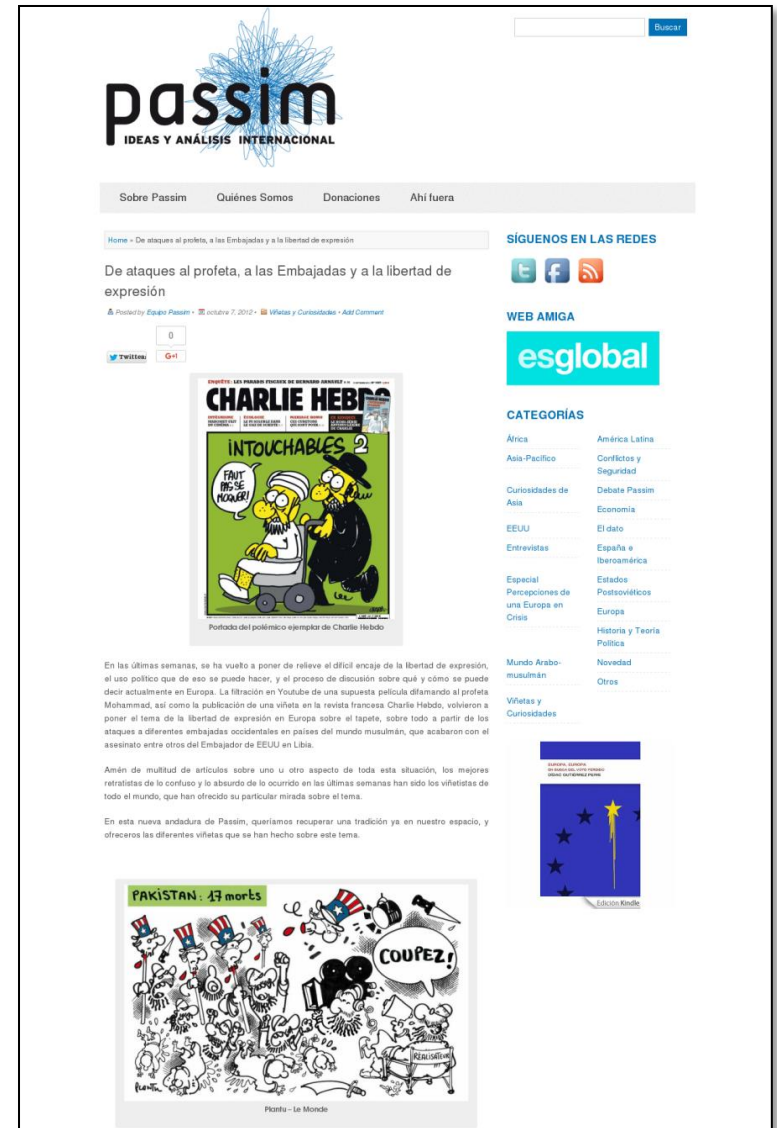 Buscar
passim
IDEAS Y ANÁLISIS INTERNACIONAL
Sobre Passim Quiénes Somos Donaciones Ahí fuera
Home » De ataques al profeta, a las Embajadas y a la libertad de expresión
De ataques al profeta, a las Embajadas y a la libertad de
expresión
Posted by Equipo Passim • octubre 7, 2012 • Viñetas y Curiosidades • Add Comment
0
Twittear
G+1
ENQUÊTE : LES PARADIS FISCAUX DE BERNARD ARNAULT
CHARLIE HEBDO
INTOUCHABLES 2
FAUT
PAS SE
MOQUER!
Portada del polémico ejemplar de Charlie Hebdo
En las últimas semanas, se ha vuelto a poner de relieve el difícil encaje de la libertad de expresión,
el uso político que de eso se puede hacer, y el proceso de discusión sobre qué y cómo se puede
decir actualmente en Europa. La filtración en Youtube de una supuesta película difamando al profeta
Mohammad, así como la publicación de una viñeta en la revista francesa Charlie Hebdo, volvieron a
poner el tema de la libertad de expresión en Europa sobre el tapete, sobre todo a partir de los
ataques a diferentes embajadas occidentales en países del mundo musulmán, que acabaron con el
asesinato entre otros del Embajador de EEUU en Libia.
Amén de multitud de artículos sobre uno u otro aspecto de toda esta situación, los mejores
retratistas de lo confuso y lo absurdo de lo ocurrido en las últimas semanas han sido los viñetistas de
todo el mundo, que han ofrecido su particular mirada sobre el tema.
En esta nueva andadura de Passim, queríamos recuperar una tradición ya en nuestro espacio, y
ofreceros las diferentes viñetas que se han hecho sobre este tema.
PAKISTAN : 17 morts
COUPEZ!
RÉALISATEUR
PLANTU
Plantu - Le Monde
SÍGUENOS EN LAS REDES
WEB AMIGA
esglobal
CATEGORÍAS
África
América Latina
Asia-Pacífico
Conflictos y
Seguridad
Curiosidades de
Asia
Debate Passim
Economía
EEUU
El dato
Entrevistas
España e
Iberoamérica
Especial
Percepciones de
una Europa en
Crisis
Estados
Postsoviéticos
Europa
Historia y Teoría
Política
Mundo Arabo-
musulmán
Novedad
Otros
Viñetas y
Curiosidades
EUROPA, EUROPA
Edición Kindle